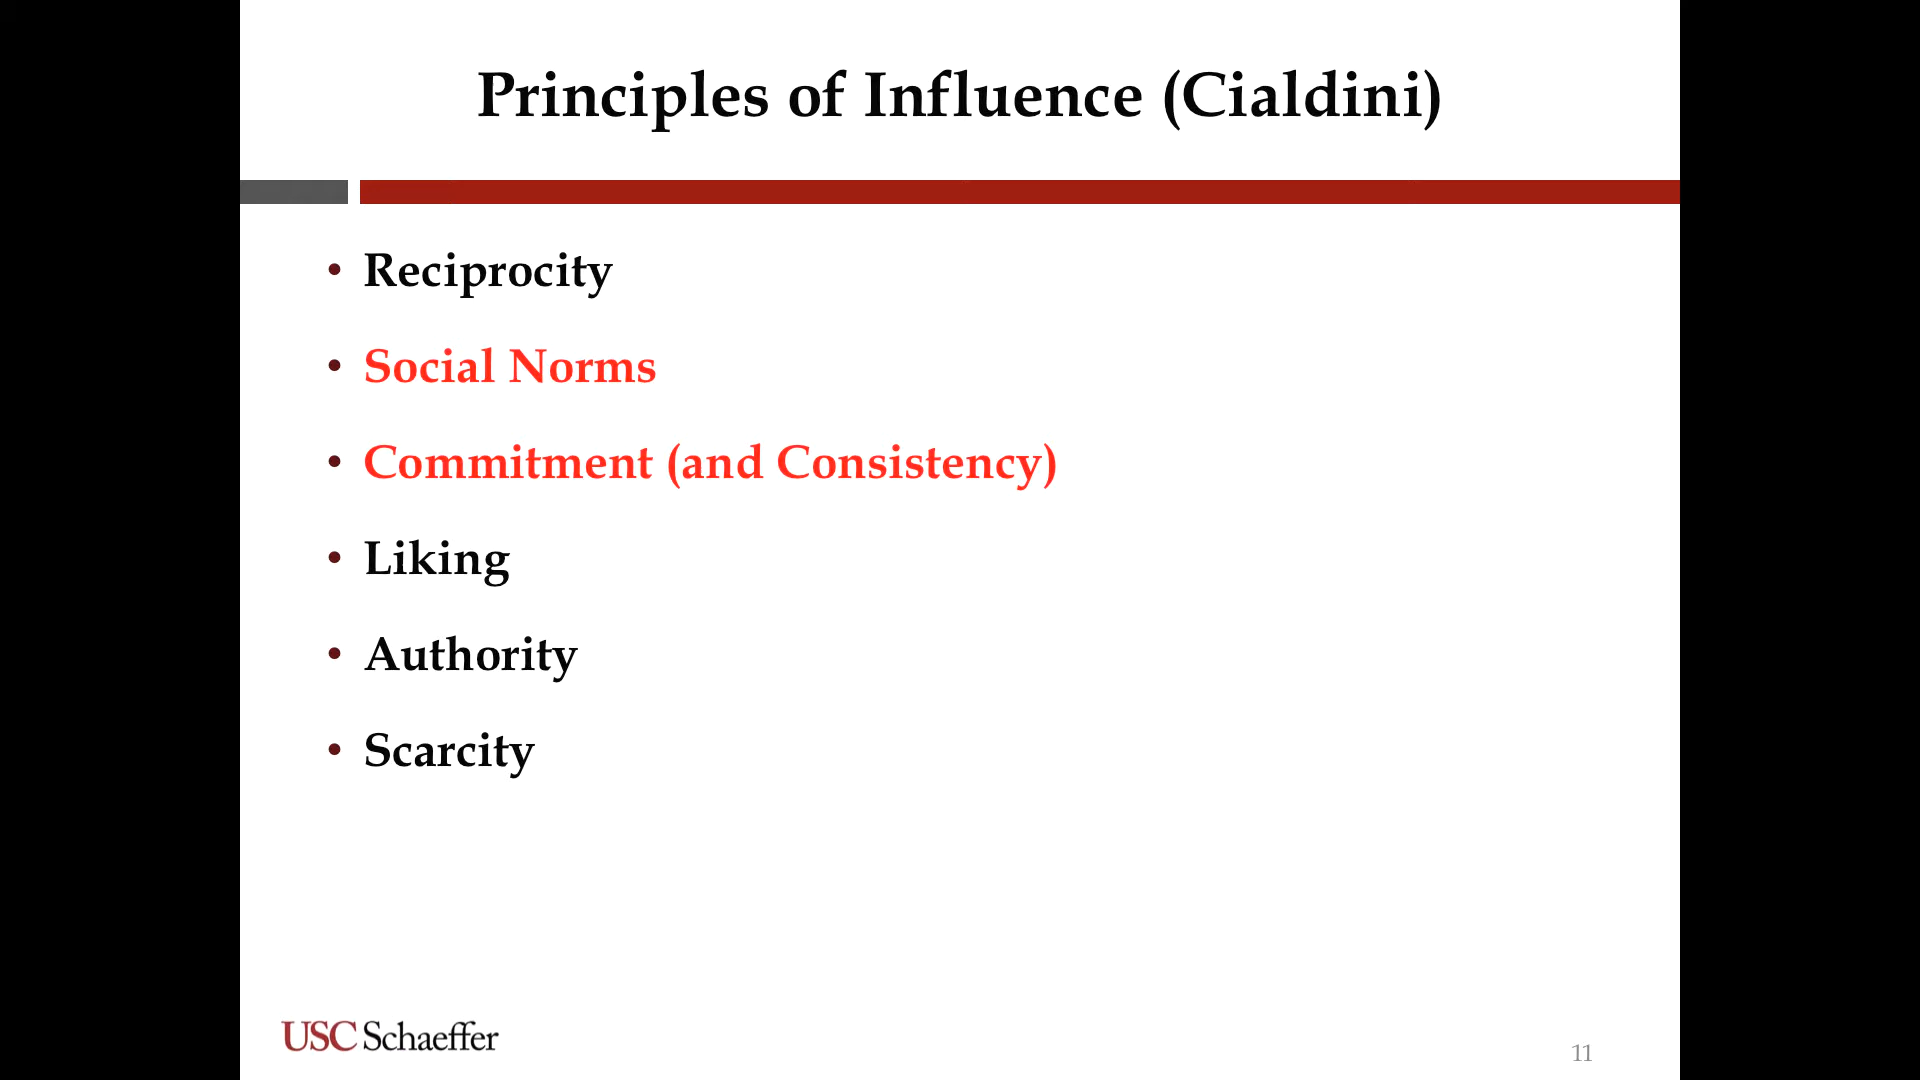 Principles of Influence (Cialdini)
• Reciprocity
• Social Norms
• Commitment (and Consistency)
• Liking
• Authority
• Scarcity
USC Schaeffer
11